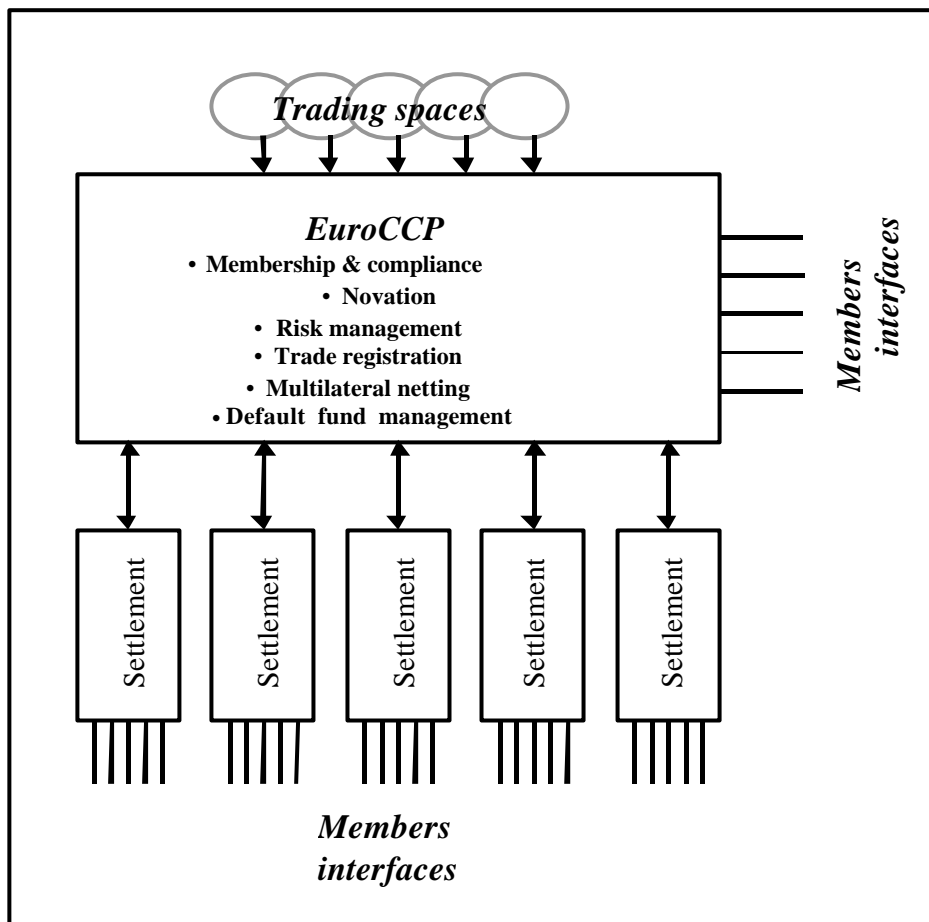 Trading spaces
EuroCCP
• Membership & compliance
• Novation
• Risk management
• Trade registration
• Multilateral netting
• Default fund management
Members
interfaces
Settlement
Settlement
Settlement
Settlement
Settlement
Members
interfaces